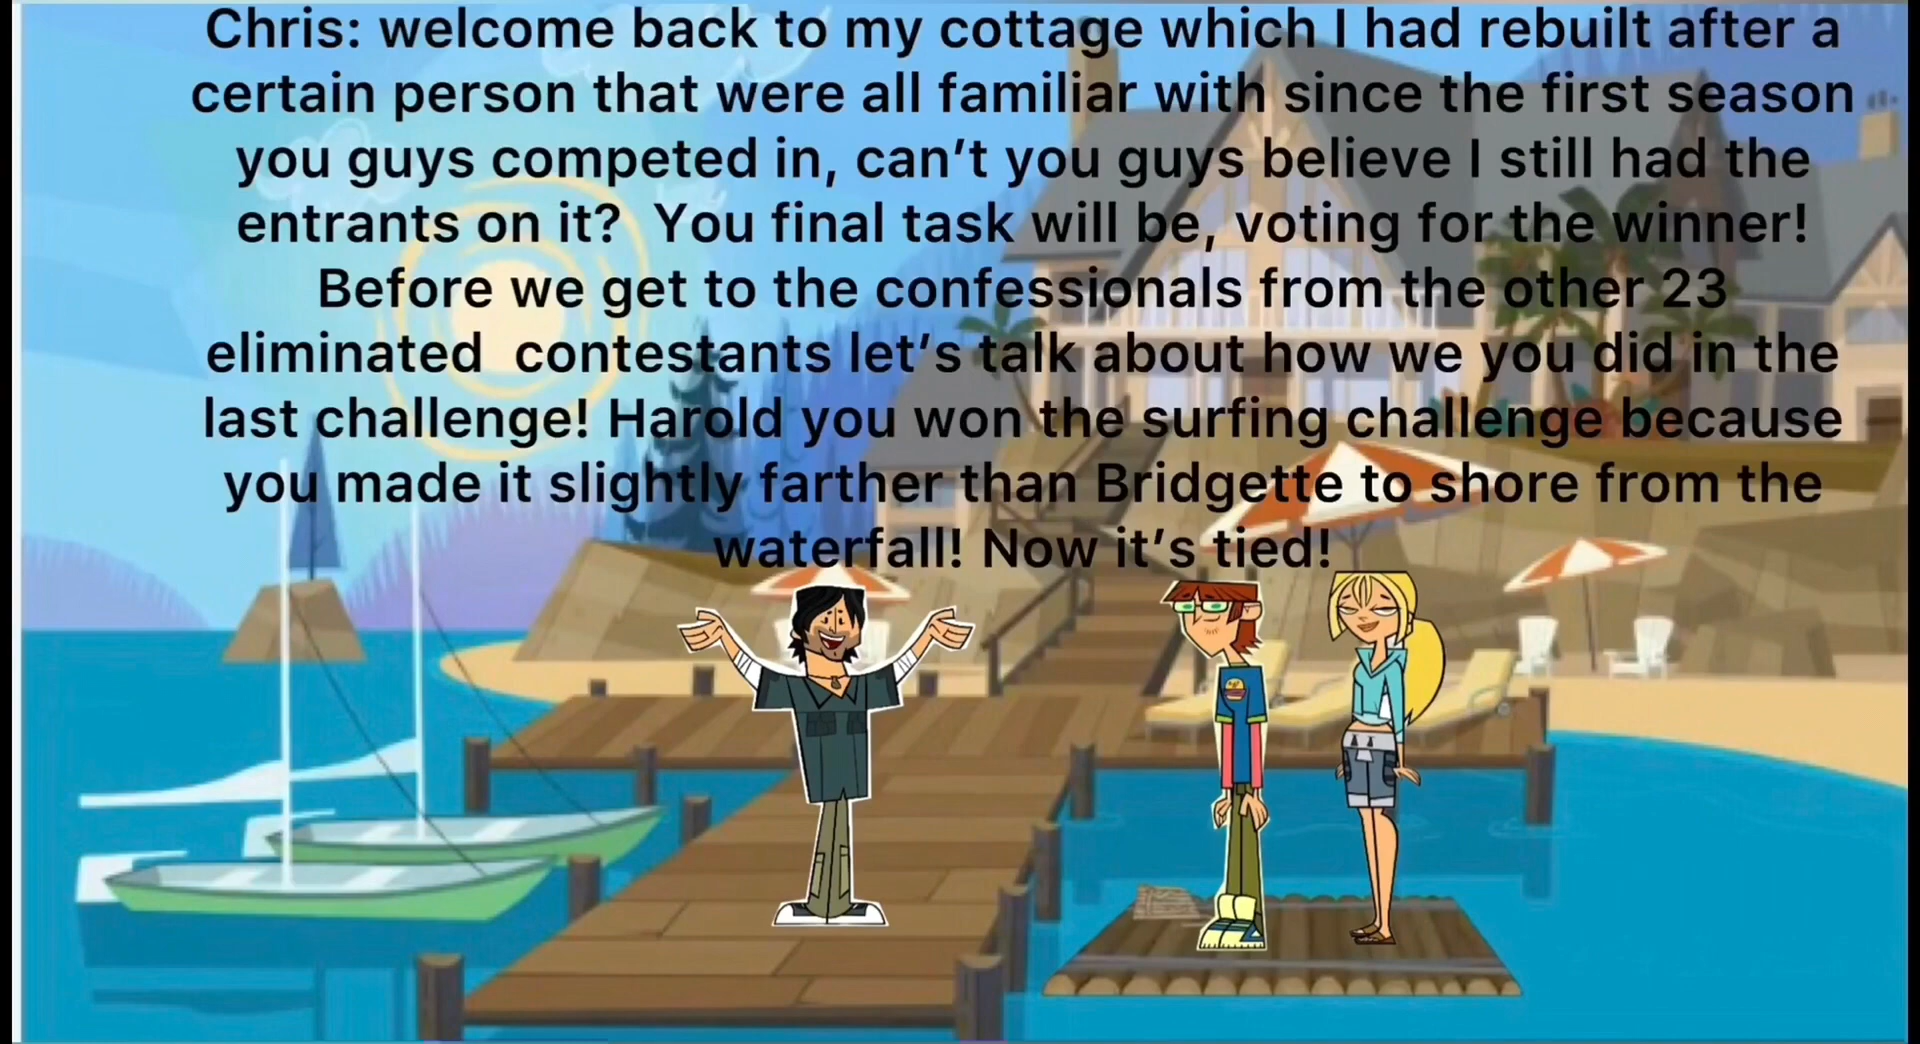 Chris: welcome back to my cottage which I had rebuilt after a
certain person that were all familiar with since the first season
you guys competed in, can't you guys believe I still had the
entrants on it?  You final task will be, voting for the winner!
Before we get to the confessionals from the other 23
eliminated  contestants let's talk about how we you did in the
last challenge! Harold you won the surfing challenge because
you made it slightly farther than Bridgette to shore from the
waterfall! Now it's tied!